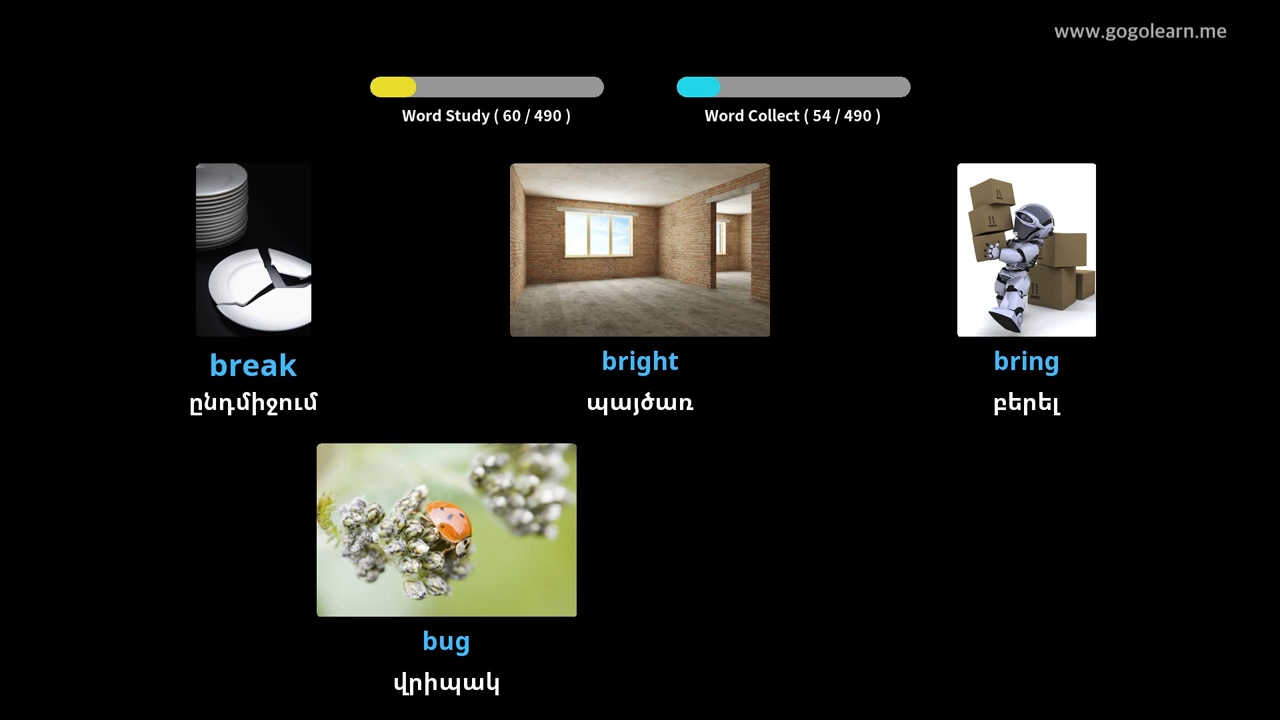 www.gogolearn.me
Word Study ( 60 / 490 )
Word Collect ( 54 / 490 )
break
ընդմիջում
bright
պայծառ
bring
բերել
bug
վրիպակ